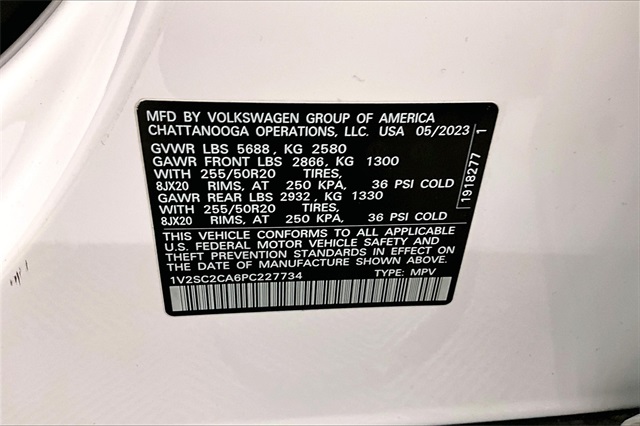 MFD BY VOLKSWAGEN GROUP OF AMERICA
CHATTANOOGA OPERATIONS, LLC. USA 05/2023
GVWR LBS 5688, KG 2580
GAWR FRONT LBS 2866, KG 1300
WITH 255/50R20 TIRES,
8JX20 RIMS, AT 250 KPA, 36 PSI COLD
GAWR REAR LBS 2932, KG 1330
WITH 255/50R20 TIRES,
8JX20 RIMS, AT 250 KPA, 36 PSI COLD
THIS VEHICLE CONFORMS TO ALL APPLICABLE
U.S. FEDERAL MOTOR VEHICLE SAFETY AND
THEFT PREVENTION STANDARDS IN EFFECT
ON THE DATE OF MANUFACTURE SHOWN ABOVE.
1V2SC2CA6PC227734 TYPE: MPV
1918277 1